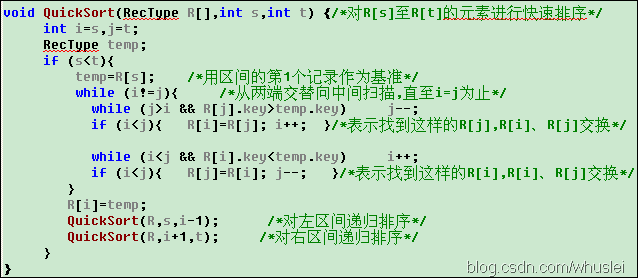 void QuickSort(RecType R[],int s,int t) {/*对R[s]至R[t]的元素进行快速排序*/
int i=s,j=t;
RecType temp;
if (s<t){
temp=R[s]; /*用区间的第1个记录作为基准*/
while (i!=j){ /*从两端交替向中间扫描,直至i=j为止*/
while (j>i && R[j].key>temp.key) j--;
if (i<j){ R[i]=R[j]; i++; }/*表示找到这样的R[j],R[i]、R[j]交换*/
while (i<j && R[i].key<temp.key) i++;
if (i<j){ R[j]=R[i]; j--; }/*表示找到这样的R[i],R[i]、R[j]交换*/
}
R[i]=temp;
QuickSort(R,s,i-1); /*对左区间递归排序*/
QuickSort(R,i+1,t); /*对右区间递归排序*/
}
}
blog.csdn.com/whuslei